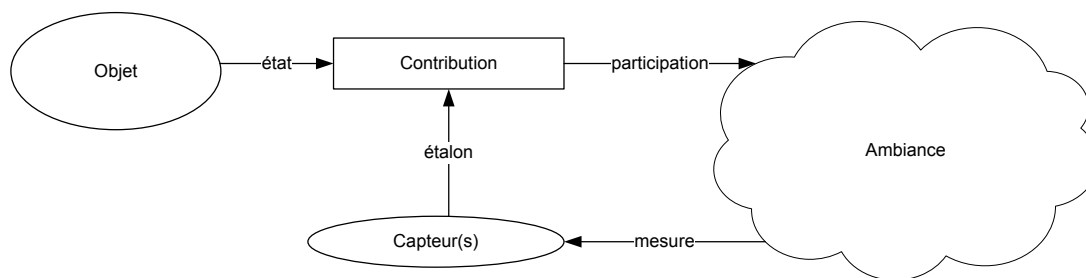 Objet
état
Contribution
participation
Ambiance
étalon
Capteur(s)
mesure